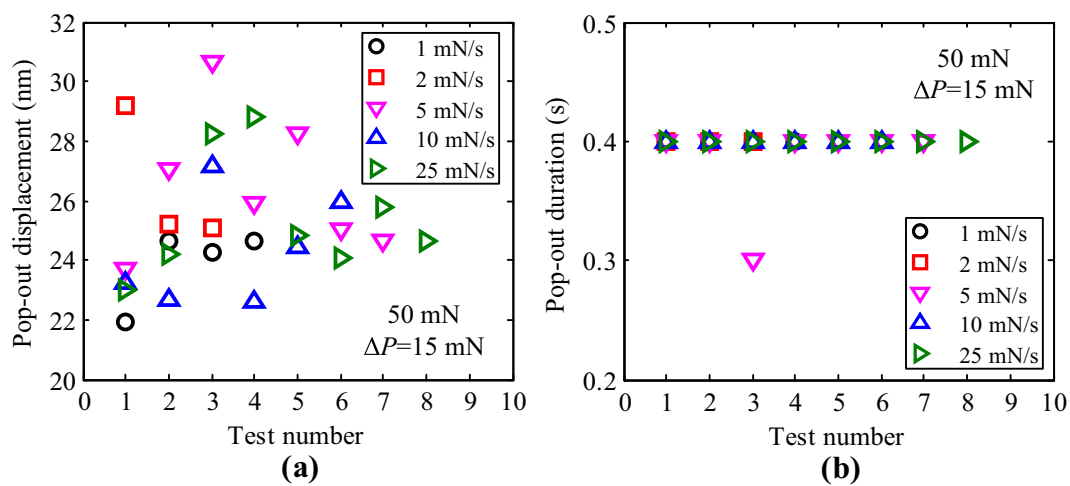 32
30
28
26
24
22
20
Pop-out displacement (nm)
1 mN/s
2 mN/s
5 mN/s
10 mN/s
25 mN/s
50 mN
ΔP=15 mN
0 1 2 3 4 5 6 7 8 9 10
Test number
(a)
0.5
0.4
0.3
0.2
Pop-out duration (s)
50 mN
ΔP=15 mN
1 mN/s
2 mN/s
5 mN/s
10 mN/s
25 mN/s
0 1 2 3 4 5 6 7 8 9 10
Test number
(b)